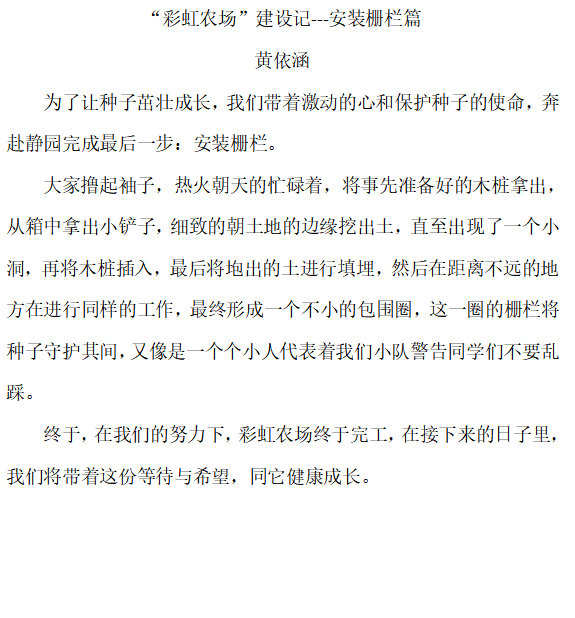 “彩虹农场”建设记---安装栅栏篇
黄依涵
为了让种子茁壮成长，我们带着激动的心和保护种子的使命，奔
赴静园完成最后一步：安装栅栏。
大家撸起袖子，热火朝天的忙碌着，将事先准备好的木桩拿出，
从箱中拿出小铲子，细致的朝土地的边缘挖出土，直至出现了一个小
洞，再将木桩插入，最后将刨出的土进行填埋，然后在距离不远的地
方在进行同样的工作，最终形成一个不小的包围圈，这一圈的栅栏将
种子守护其间，又像是一个个小人代表着我们小队警告同学们不要乱
踩。
终于，在我们的努力下，彩虹农场终于完工，在接下来的日子里，
我们将带着这份等待与希望，同它健康成长。